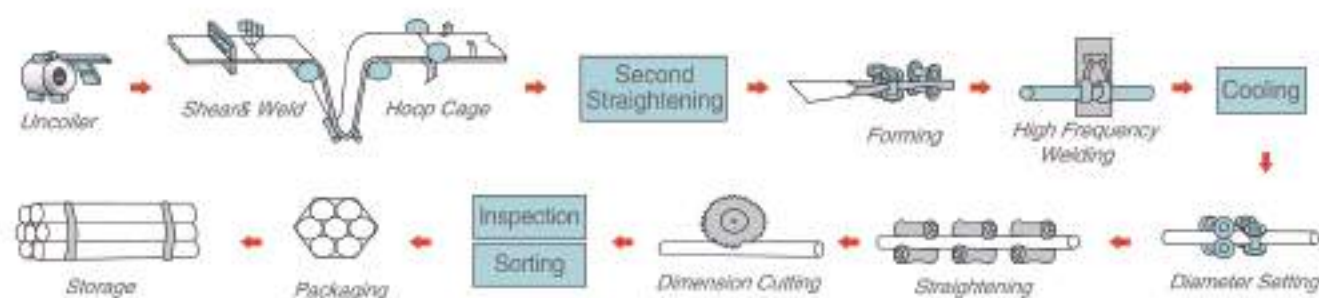 Uncoiler
Shear& Weld
Hoop Cage
Second
Straightening
Forming
High Frequency
Welding
Cooling
Storage
Packaging
Inspection
Sorting
Dimension Cutting
Straightening
Diameter Setting